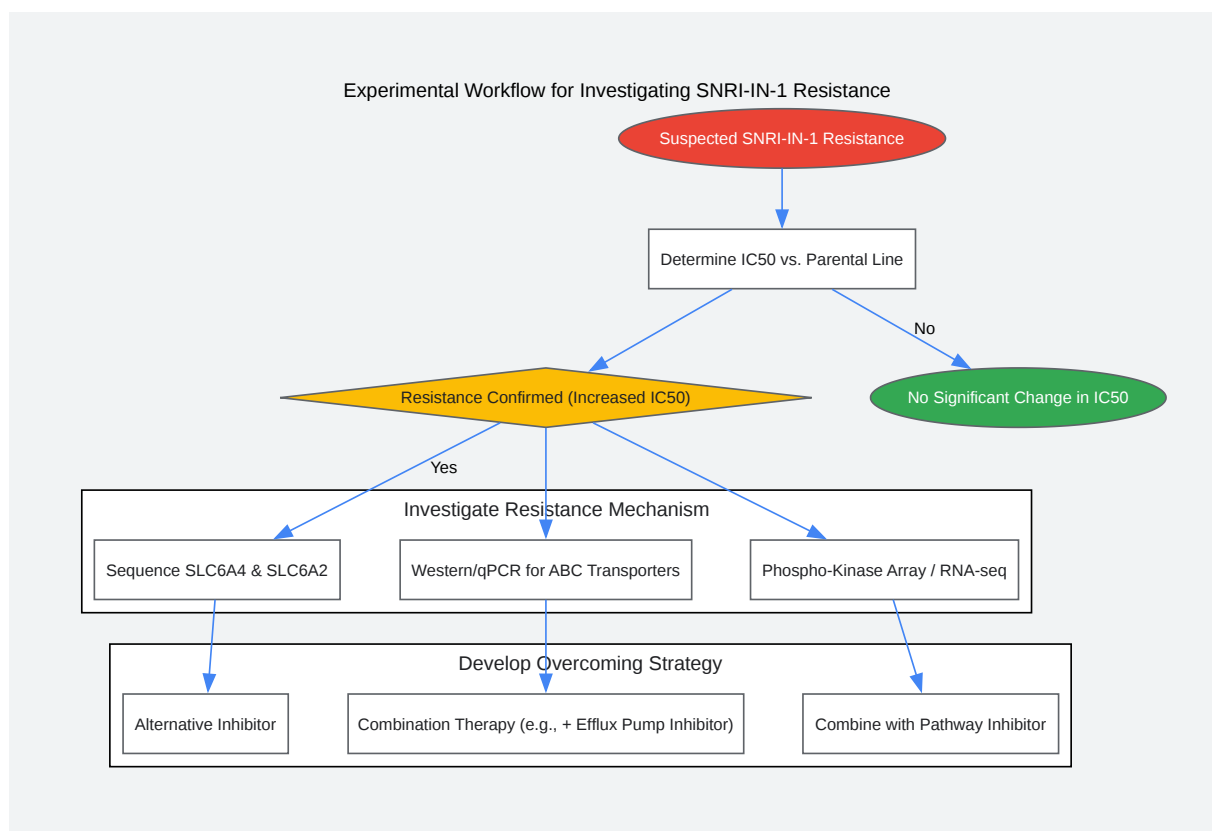 Experimental Workflow for Investigating SNRI-IN-1 Resistance
Suspected SNRI-IN-1 Resistance
Determine IC50 vs. Parental Line
No
Resistance Confirmed (Increased IC50)
No Significant Change in IC50
Yes
Investigate Resistance Mechanism
Sequence SLC6A4 & SLC6A2
Western/qPCR for ABC Transporters
Phospho-Kinase Array / RNA-seq
Develop Overcoming Strategy
Alternative Inhibitor
Combination Therapy (e.g., + Efflux Pump Inhibitor)
Combine with Pathway Inhibitor